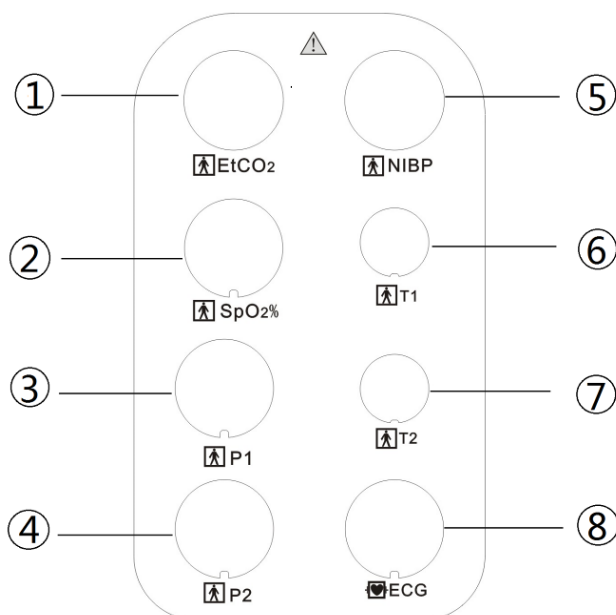 ① EtCO2
⑤ NIBP
② SpO2%
⑥ T1
③ P1
⑦ T2
④ P2
⑧ ECG